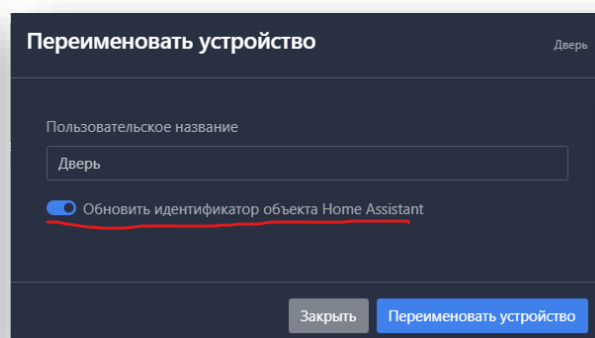 Переименовать устройство
Дверь
Пользовательское название
Дверь
Обновить идентификатор объекта Home Assistant
Закрыть
Переименовать устройство